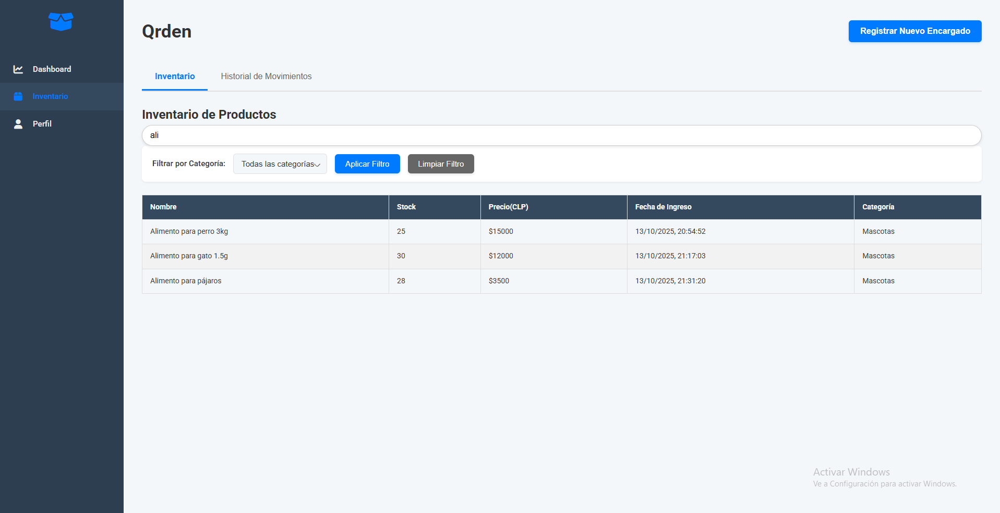 Qrden
Registrar Nuevo Encargado
Dashboard
Inventario
Perfil
Inventario Historial de Movimientos
Inventario de Productos
ali
Filtrar por Categoría: Todas las categorías Aplicar Filtro Limpiar Filtro
Nombre Stock Precio(CLP) Fecha de Ingreso Categoría
Alimento para perro 3kg 25 $15000 13/10/2025, 20:54:52 Mascotas
Alimento para gato 1.5g 30 $12000 13/10/2025, 21:17:03 Mascotas
Alimento para pájaros 28 $3500 13/10/2025, 21:31:20 Mascotas
Activar Windows
Ve a Configuración para activar Windows.